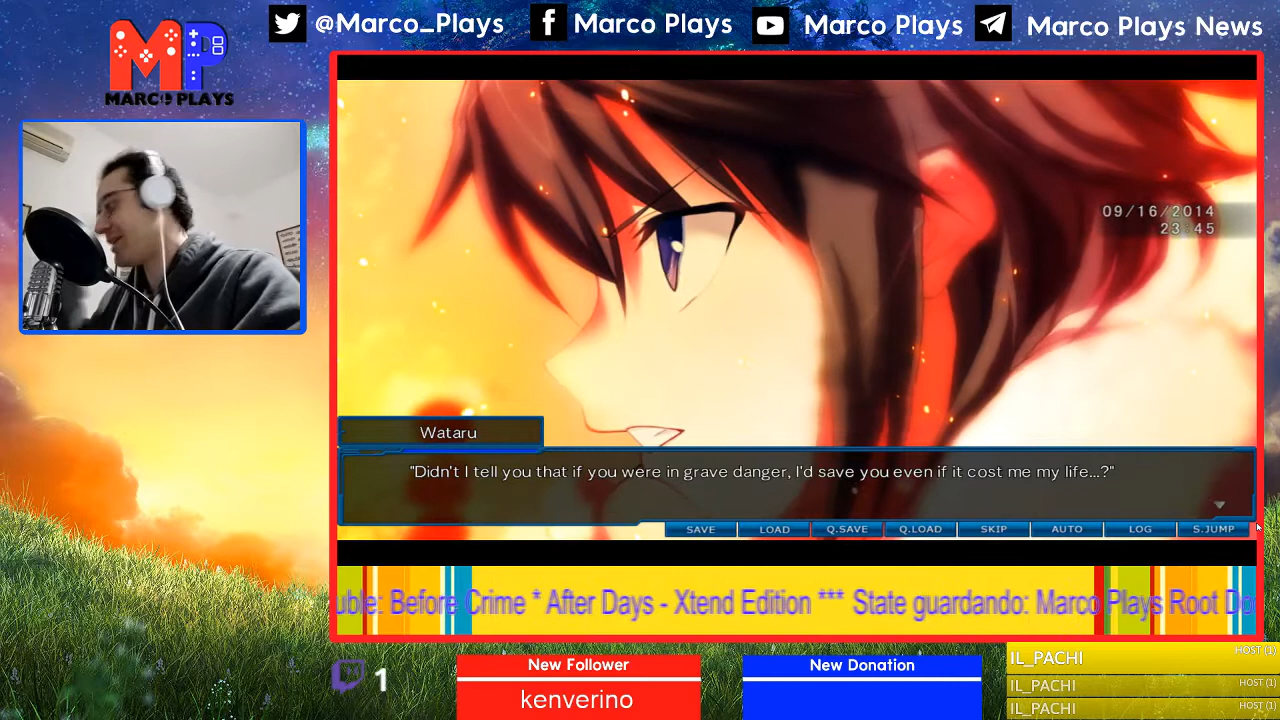 @Marco_Plays
Marco Plays
Marco Plays
Marco Plays News
MARCO PLAYS
09/16/2014
23:45
Wataru
"Didn't I tell you that if you were in grave danger, I'd save you even if it cost me my life...?"
SAVE
LOAD
Q.SAVE
Q.LOAD
SKIP
AUTO
LOG
S.JUMP
uble: Before Crime * After Days - Xtend Edition *** State guardando: Marco Plays Root Do
1
New Follower
kenverino
New Donation
IL_PACHI HOST (1)
IL_PACHI HOST (1)
IL_PACHI HOST (1)